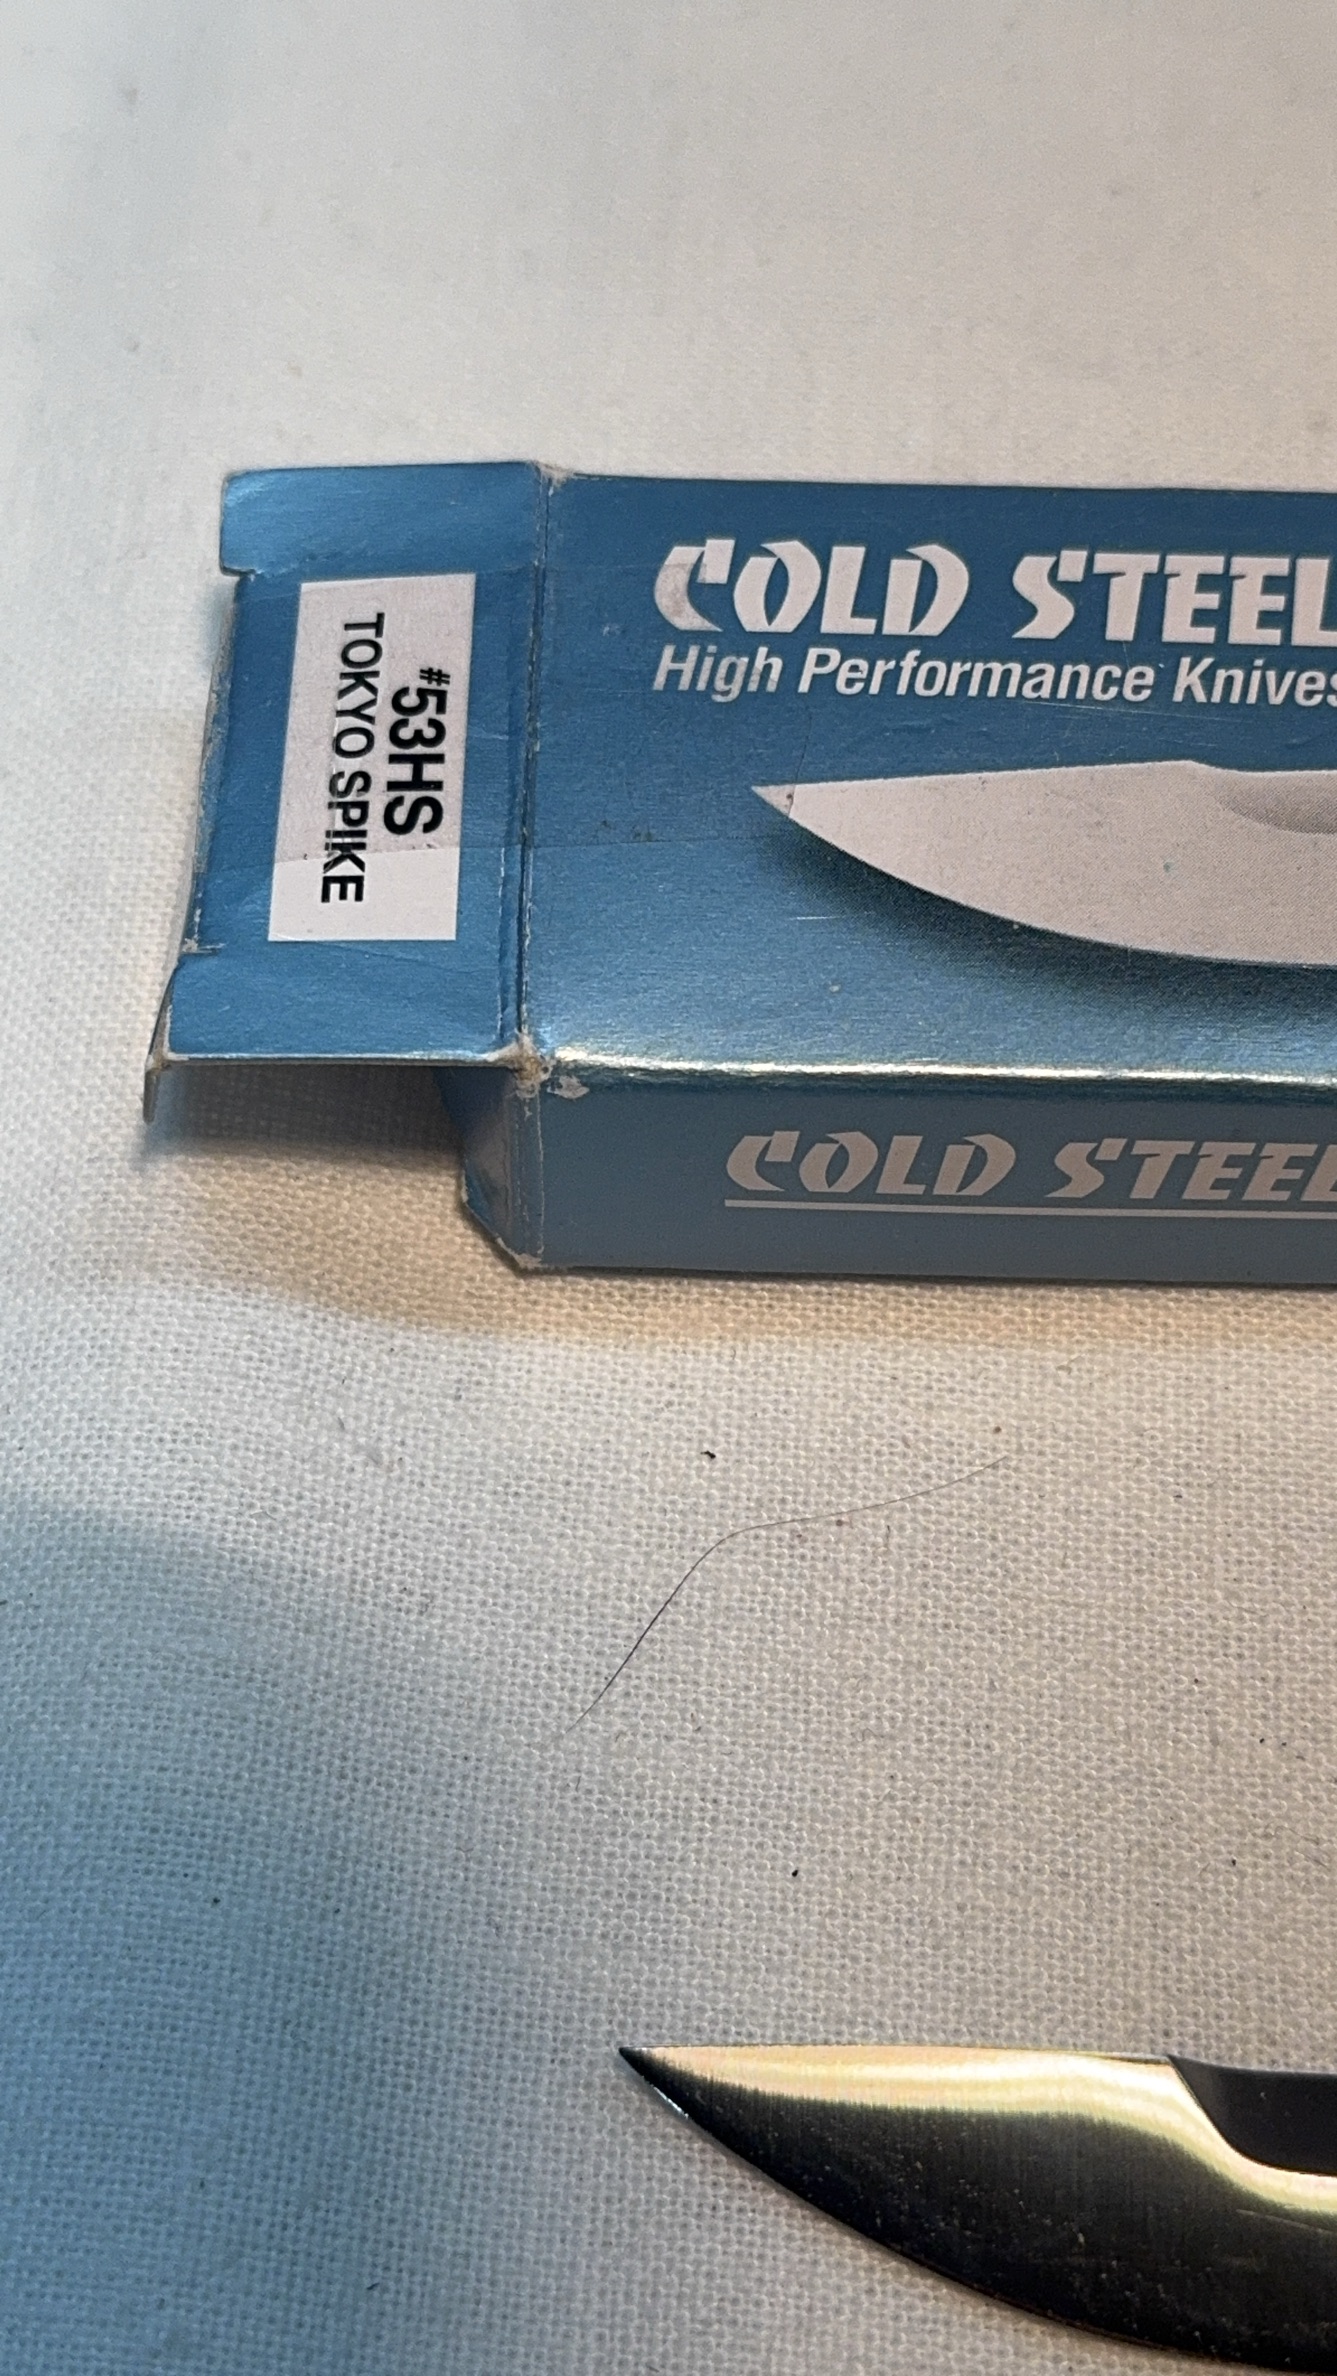 COLD STEEL
High Performance Knives
#53HS
TOKYO SPIKE
COLD STEEL